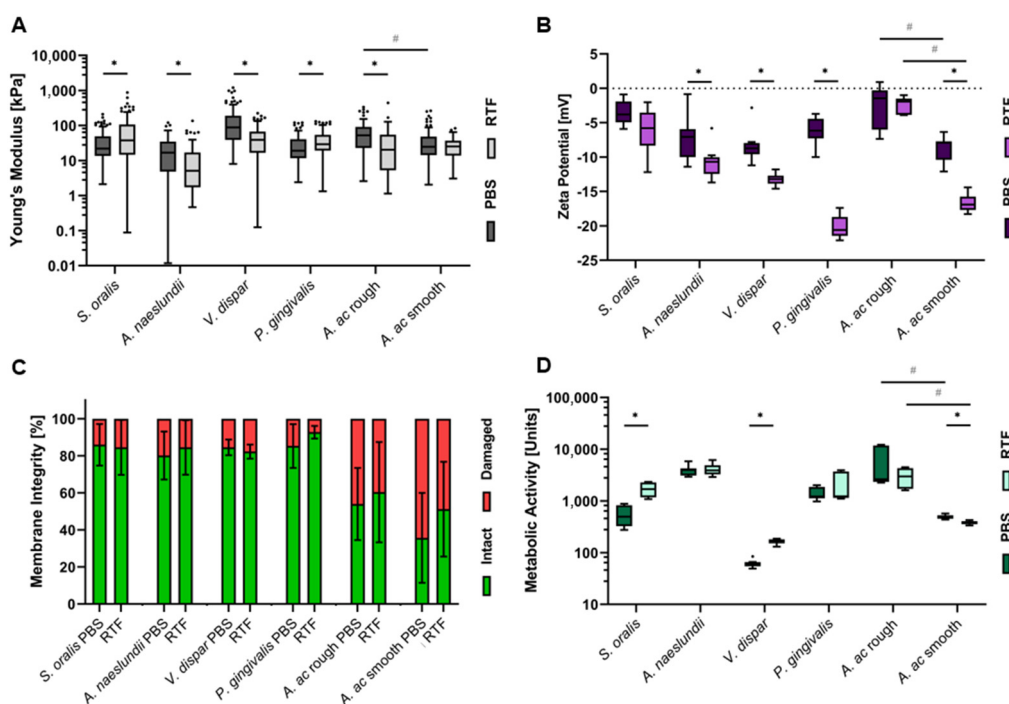 A
Young's Modulus [kPa]
10,000
1,000
100
10
1
0.1
0.01
* * * * * #
S. oralis
A. naeslundii
V. dispar
P. gingivalis
A. ac rough
A. ac smooth
PBS RTF
B
Zeta Potential [mV]
5
0
-5
-10
-15
-20
-25
* * * # # *
S. oralis
A. naeslundii
V. dispar
P. gingivalis
A. ac rough
A. ac smooth
PBS RTF
C
Membrane Integrity [%]
100
80
60
40
20
0
S. oralis PBS
RTF
A. naeslundii PBS
RTF
V. dispar PBS
RTF
P. gingivalis PBS
RTF
A. ac rough PBS
RTF
A. ac smooth PBS
RTF
Intact Damaged
D
Metabolic Activity [Units]
100,000
10,000
1,000
100
10
* * # # *
S. oralis
A. naeslundii
V. dispar
P. gingivalis
A. ac rough
A. ac smooth
PBS RTF